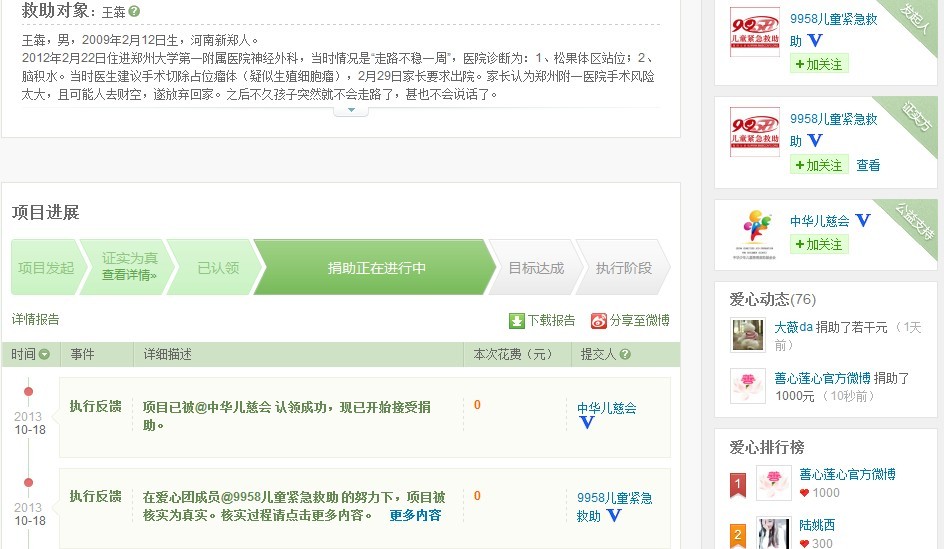 救助对象：王犇
王犇，男，2009年2月12日生，河南新郑人。
2012年2月22日住进郑州大学第一附属医院神经外科，当时情况是“走路不稳一周”，医院诊断为：1、松果体区站位；2、
脑积水。当时医生建议手术切除占位瘤体（疑似生殖细胞瘤），2月29日家长要求出院。家长认为郑州附一医院手术风险
太大，且可能人去财空，遂放弃回家。之后不久孩子突然就不会走路了，甚也不会说话了。
项目进展
项目发起
证实为真
查看详情»
已认领
捐助正在进行中
目标达成
执行阶段
详情报告
下载报告
分享至微博
时间 事件 详细描述 本次花费（元） 提交人
2013
10-18
执行反馈
项目已被@中华儿慈会 认领成功，现已开始接受捐
助。
0
中华儿慈会
V
2013
10-18
执行反馈
在爱心团成员@9958儿童紧急救助 的努力下，项目被
核实为真实。核实过程请点击更多内容。 更多内容
0
9958儿童紧急
救助 V
发起人
9958
儿童紧急救助
9958儿童紧急救
助 V
+加关注
证实方
9958
儿童紧急救助
9958儿童紧急救
助 V
+加关注 查看
公益支持
中华儿慈会 V
+加关注
爱心动态(76)
大薇da 捐助了若干元 （1天
前）
善心莲心官方微博 捐助了
1000元 （10秒前）
爱心排行榜
1
善心莲心官方微博
1000
2
陆姚西
300